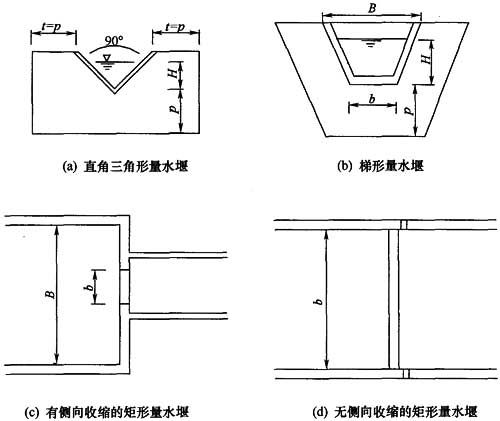 t=p
90°
t=p
H
p
(a) 直角三角形量水堰
B
H
b
p
(b) 梯形量水堰
B
b
(c) 有侧向收缩的矩形量水堰
b
(d) 无侧向收缩的矩形量水堰